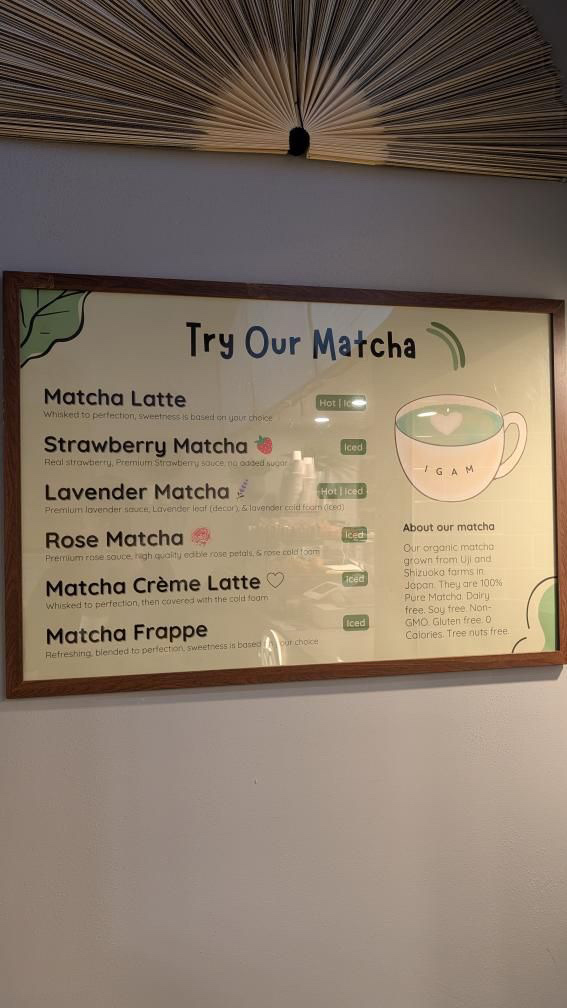 Try Our Matcha
Matcha Latte
Hot | Iced
Whisked to perfection, sweetness is based on your choice
Strawberry Matcha
Iced
Real strawberry, Premium Strawberry sauce, no added sugar
Lavender Matcha
Hot | Iced
Premium lavender sauce, Lavender leaf (decor), & lavender cold foam (Iced)
Rose Matcha
Iced
Premium rose sauce, high quality edible rose petals, & rose cold foam
Matcha Crème Latte
Iced
Whisked to perfection, then covered with the cold foam
Matcha Frappe
Iced
Refreshing, blended to perfection, sweetness is based on your choice
IGAM
About our matcha
Our organic matcha
grown from Uji and
Shizuoka farms in
Japan. They are 100%
Pure Matcha. Dairy
free. Soy free. Non-
GMO. Gluten free. 0
Calories. Tree nuts free.